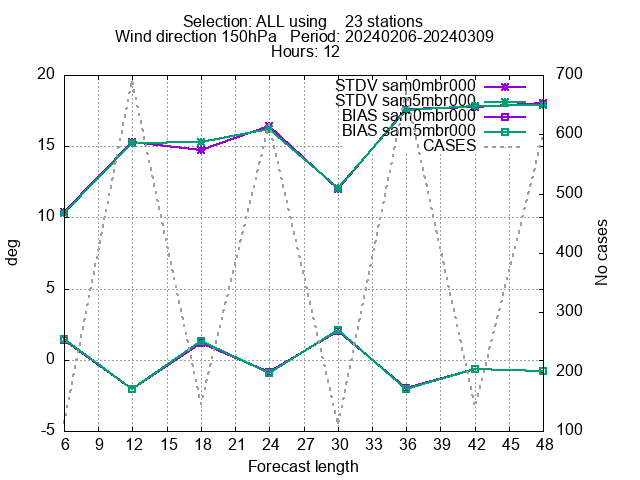 Selection: ALL using 23 stations
Wind direction 150hPa Period: 20240206-20240309
Hours: 12
20
15
10
5
0
-5
deg
700
600
500
400
300
200
100
No cases
STDV sam0mbr000
STDV sam5mbr000
BIAS sam0mbr000
BIAS sam5mbr000
CASES
6 9 12 15 18 21 24 27 30 33 36 39 42 45 48
Forecast length